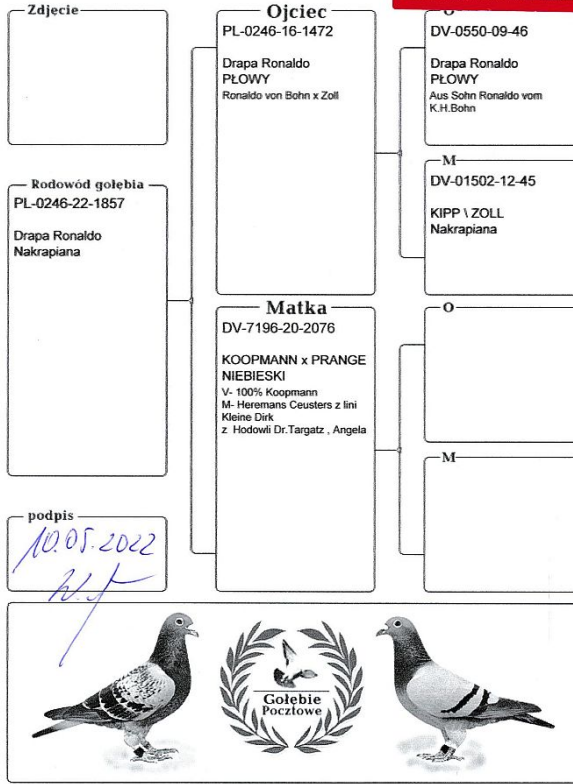 Zdjęcie
Rodowód gołębia
PL-0246-22-1857
Drapa Ronaldo
Nakrapiana
podpis
10.05.2022
Ojciec
PL-0246-16-1472
Drapa Ronaldo
PŁOWY
Ronaldo von Bohn x Zoll
Matka
DV-7196-20-2076
KOOPMANN x PRANGE
NIEBIESKI
V- 100% Koopmann
M- Heremans Ceusters z lini
Kleine Dirk
z Hodowli Dr.Targatz , Angela
O
DV-0550-09-46
Drapa Ronaldo
PŁOWY
Aus Sohn Ronaldo vom
K.H.Bohn
M
DV-01502-12-45
KIPP \ ZOLL
Nakrapiana
O
M
Gołębie
Pocztowe